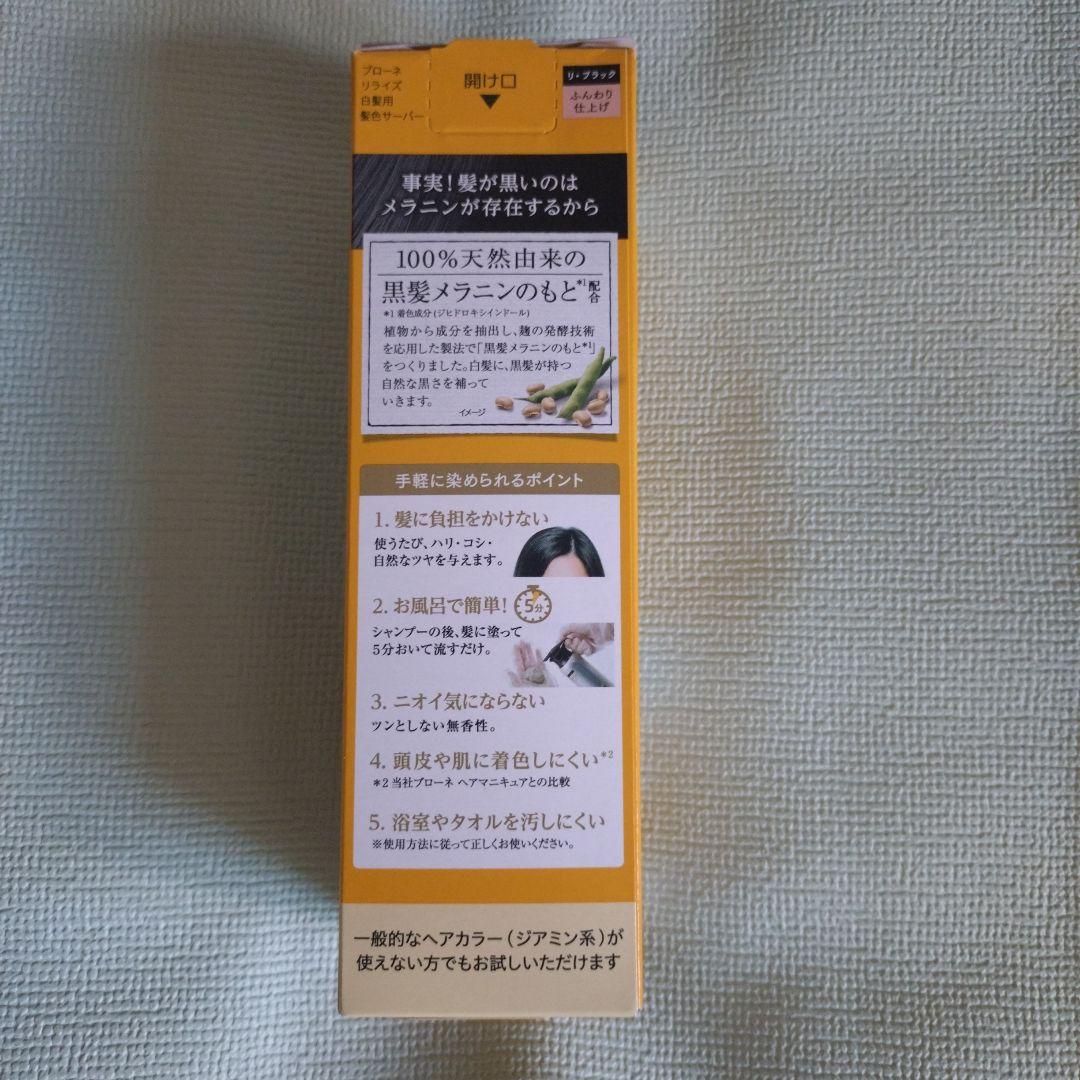 ブローネ
リライズ
白髪用
髪色サーバー
開け口
リ・ブラック
ふんわり
仕上げ
事実!髪が黒いのは
メラニンが存在するから
100%天然由来の
黒髪メラニンのもと*1配合
*1 着色成分(ジヒドロキシインドール)
植物から成分を抽出し、麹の発酵技術
を応用した製法で「黒髪メラニンのもと*1」
をつくりました。白髪に、黒髪が持つ
自然な黒さを補って
いきます。
イメージ
手軽に染められるポイント
1. 髪に負担をかけない
使うたび、ハリ・コシ・
自然なツヤを与えます。
2. お風呂で簡単!
5分
シャンプーの後、髪に塗って
5分おいて流すだけ。
3. ニオイ気にならない
ツンとしない無香性。
4. 頭皮や肌に着色しにくい*2
*2 当社ブローネ ヘアマニキュアとの比較
5. 浴室やタオルを汚しにくい
※使用方法に従って正しくお使いください。
一般的なヘアカラー(ジアミン系)が
使えない方でもお試しいただけます